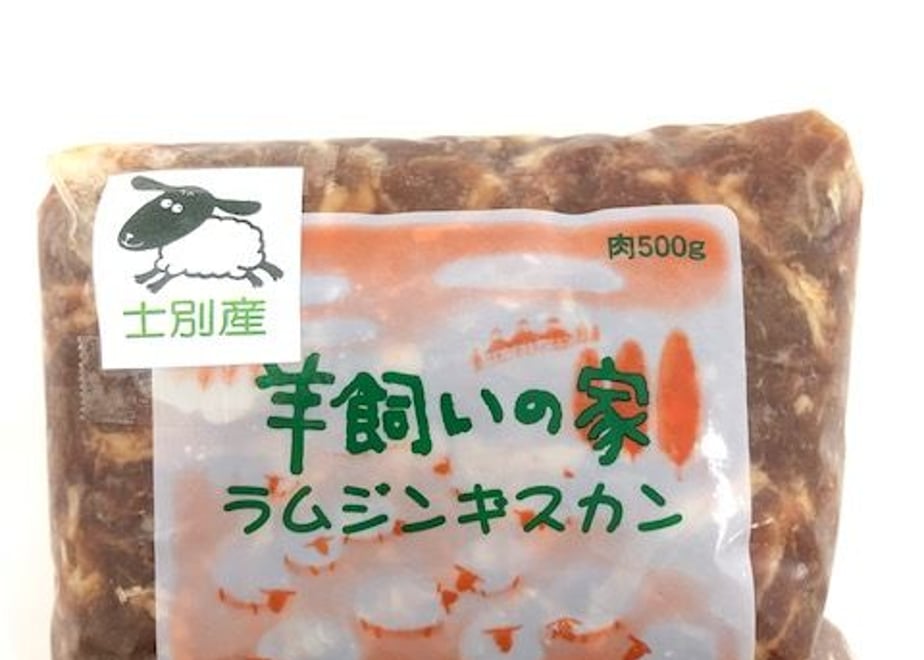 肉500g
士別産
羊飼いの家
ラムジンギスカン